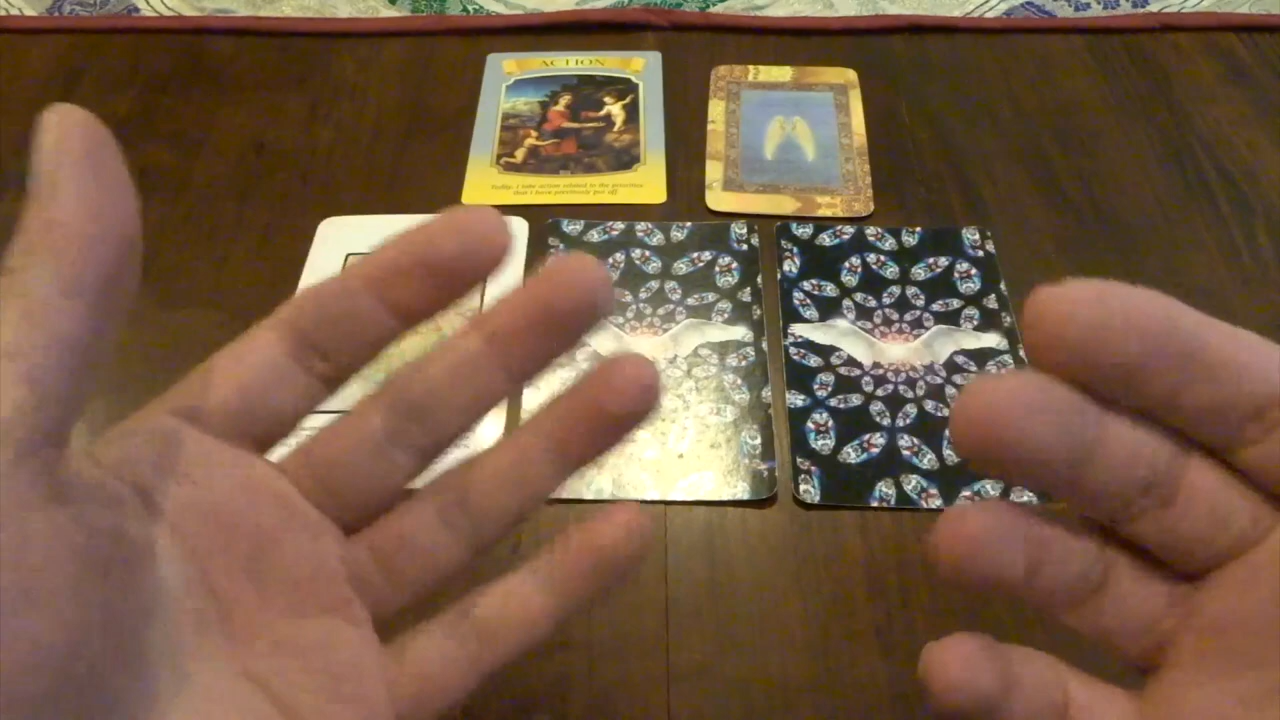 ACTION
Today, I take action related to the priorities
that I have previously put off.